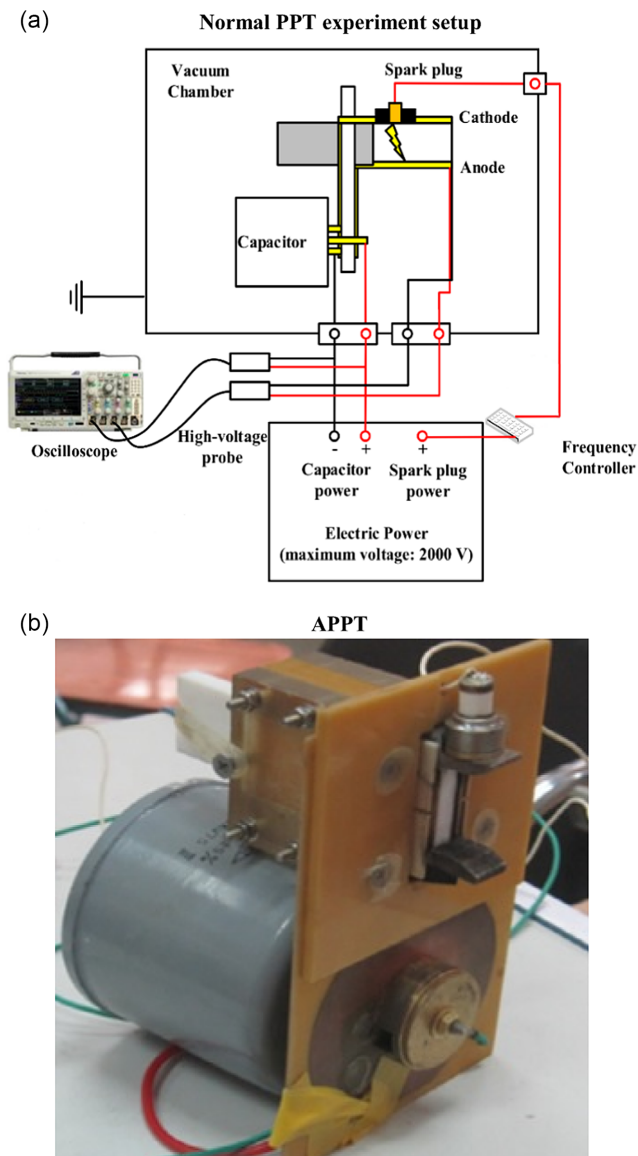 (a)
Normal PPT experiment setup
Vacuum
Chamber
Spark plug
Cathode
Anode
Capacitor
Oscilloscope
High-voltage
probe
- + +
Capacitor
power
Spark plug
power
Frequency
Controller
Electric Power
(maximum voltage: 2000 V)
(b)
APPT